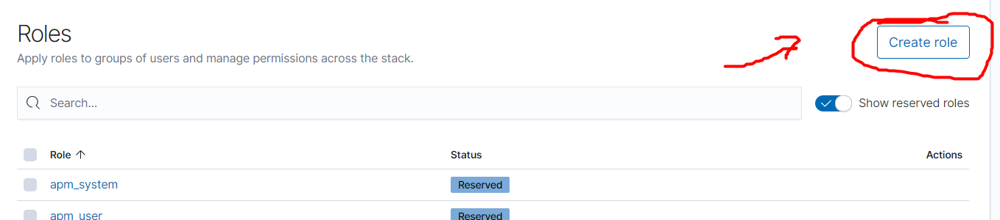 Roles
Create role
Apply roles to groups of users and manage permissions across the stack.
Search...
Show reserved roles
Role Status Actions
apm_system Reserved
apm_user Reserved